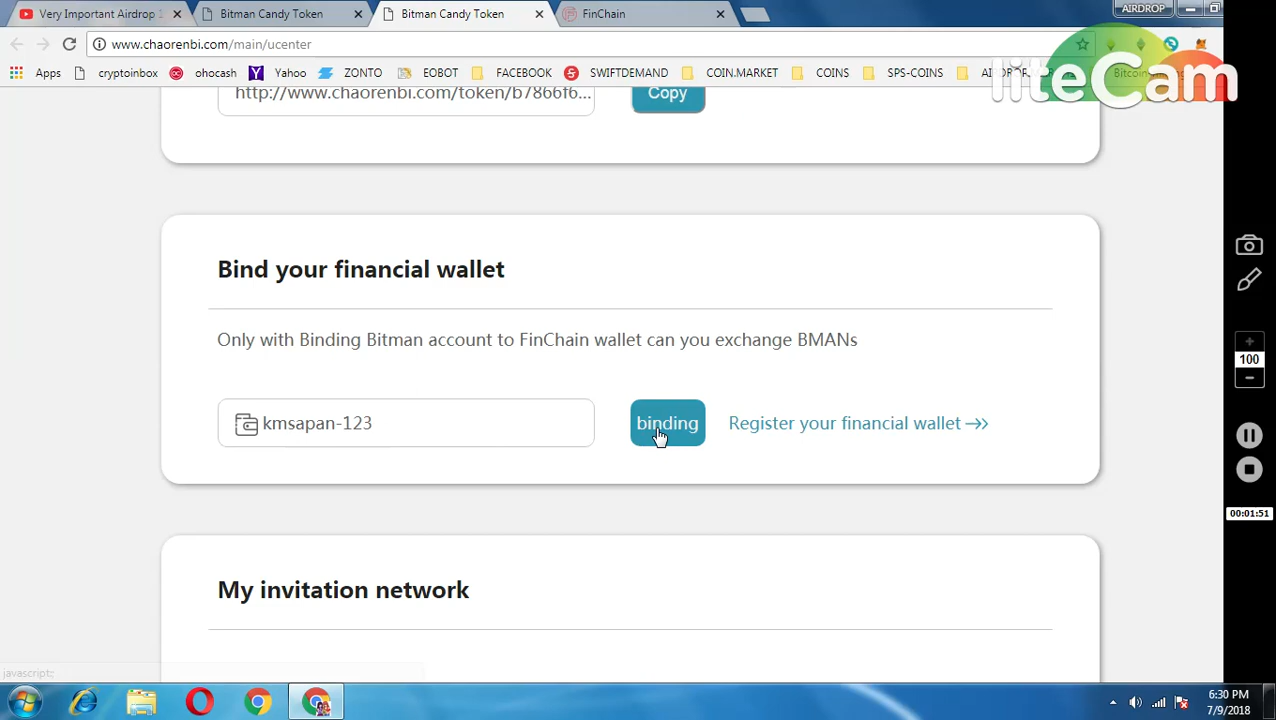 Very Important Airdrop 1
Bitman Candy Token
Bitman Candy Token
FinChain
AIRDROP
www.chaorenbi.com/main/ucenter
Apps
cryptoinbox
ohocash
Yahoo
EOBOT
FACEBOOK
SWIFTDEMAND
COIN.MARKET
COINS
SPS-COINS
liteCam
http://www.chaorenbi.com/token/b7866f6...
Copy
Bind your financial wallet
Only with Binding Bitman account to FinChain wallet can you exchange BMANs
kmsapan-123
binding
Register your financial wallet
My invitation network
javascript:;
100
00:01:51
6:30 PM
7/9/2018